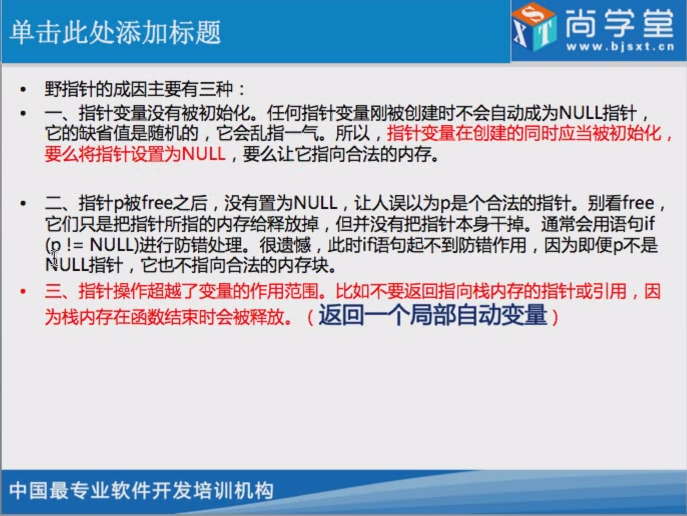 单击此处添加标题
尚学堂
www.bjsxt.cn
• 野指针的成因主要有三种：
• 一、指针变量没有被初始化。任何指针变量刚被创建时不会自动成为NULL指针，
它的缺省值是随机的，它会乱指一气。所以，指针变量在创建的同时应当被初始化，
要么将指针设置为NULL，要么让它指向合法的内存。
• 二、指针p被free之后，没有置为NULL，让人误以为p是个合法的指针。别看free，
它们只是把指针所指的内存给释放掉，但并没有把指针本身干掉。通常会用语句if
(p != NULL)进行防错处理。很遗憾，此时if语句起不到防错作用，因为即便p不是
NULL指针，它也不指向合法的内存块。
• 三、指针操作超越了变量的作用范围。比如不要返回指向栈内存的指针或引用，因
为栈内存在函数结束时会被释放。（返回一个局部自动变量）
中国最专业软件开发培训机构